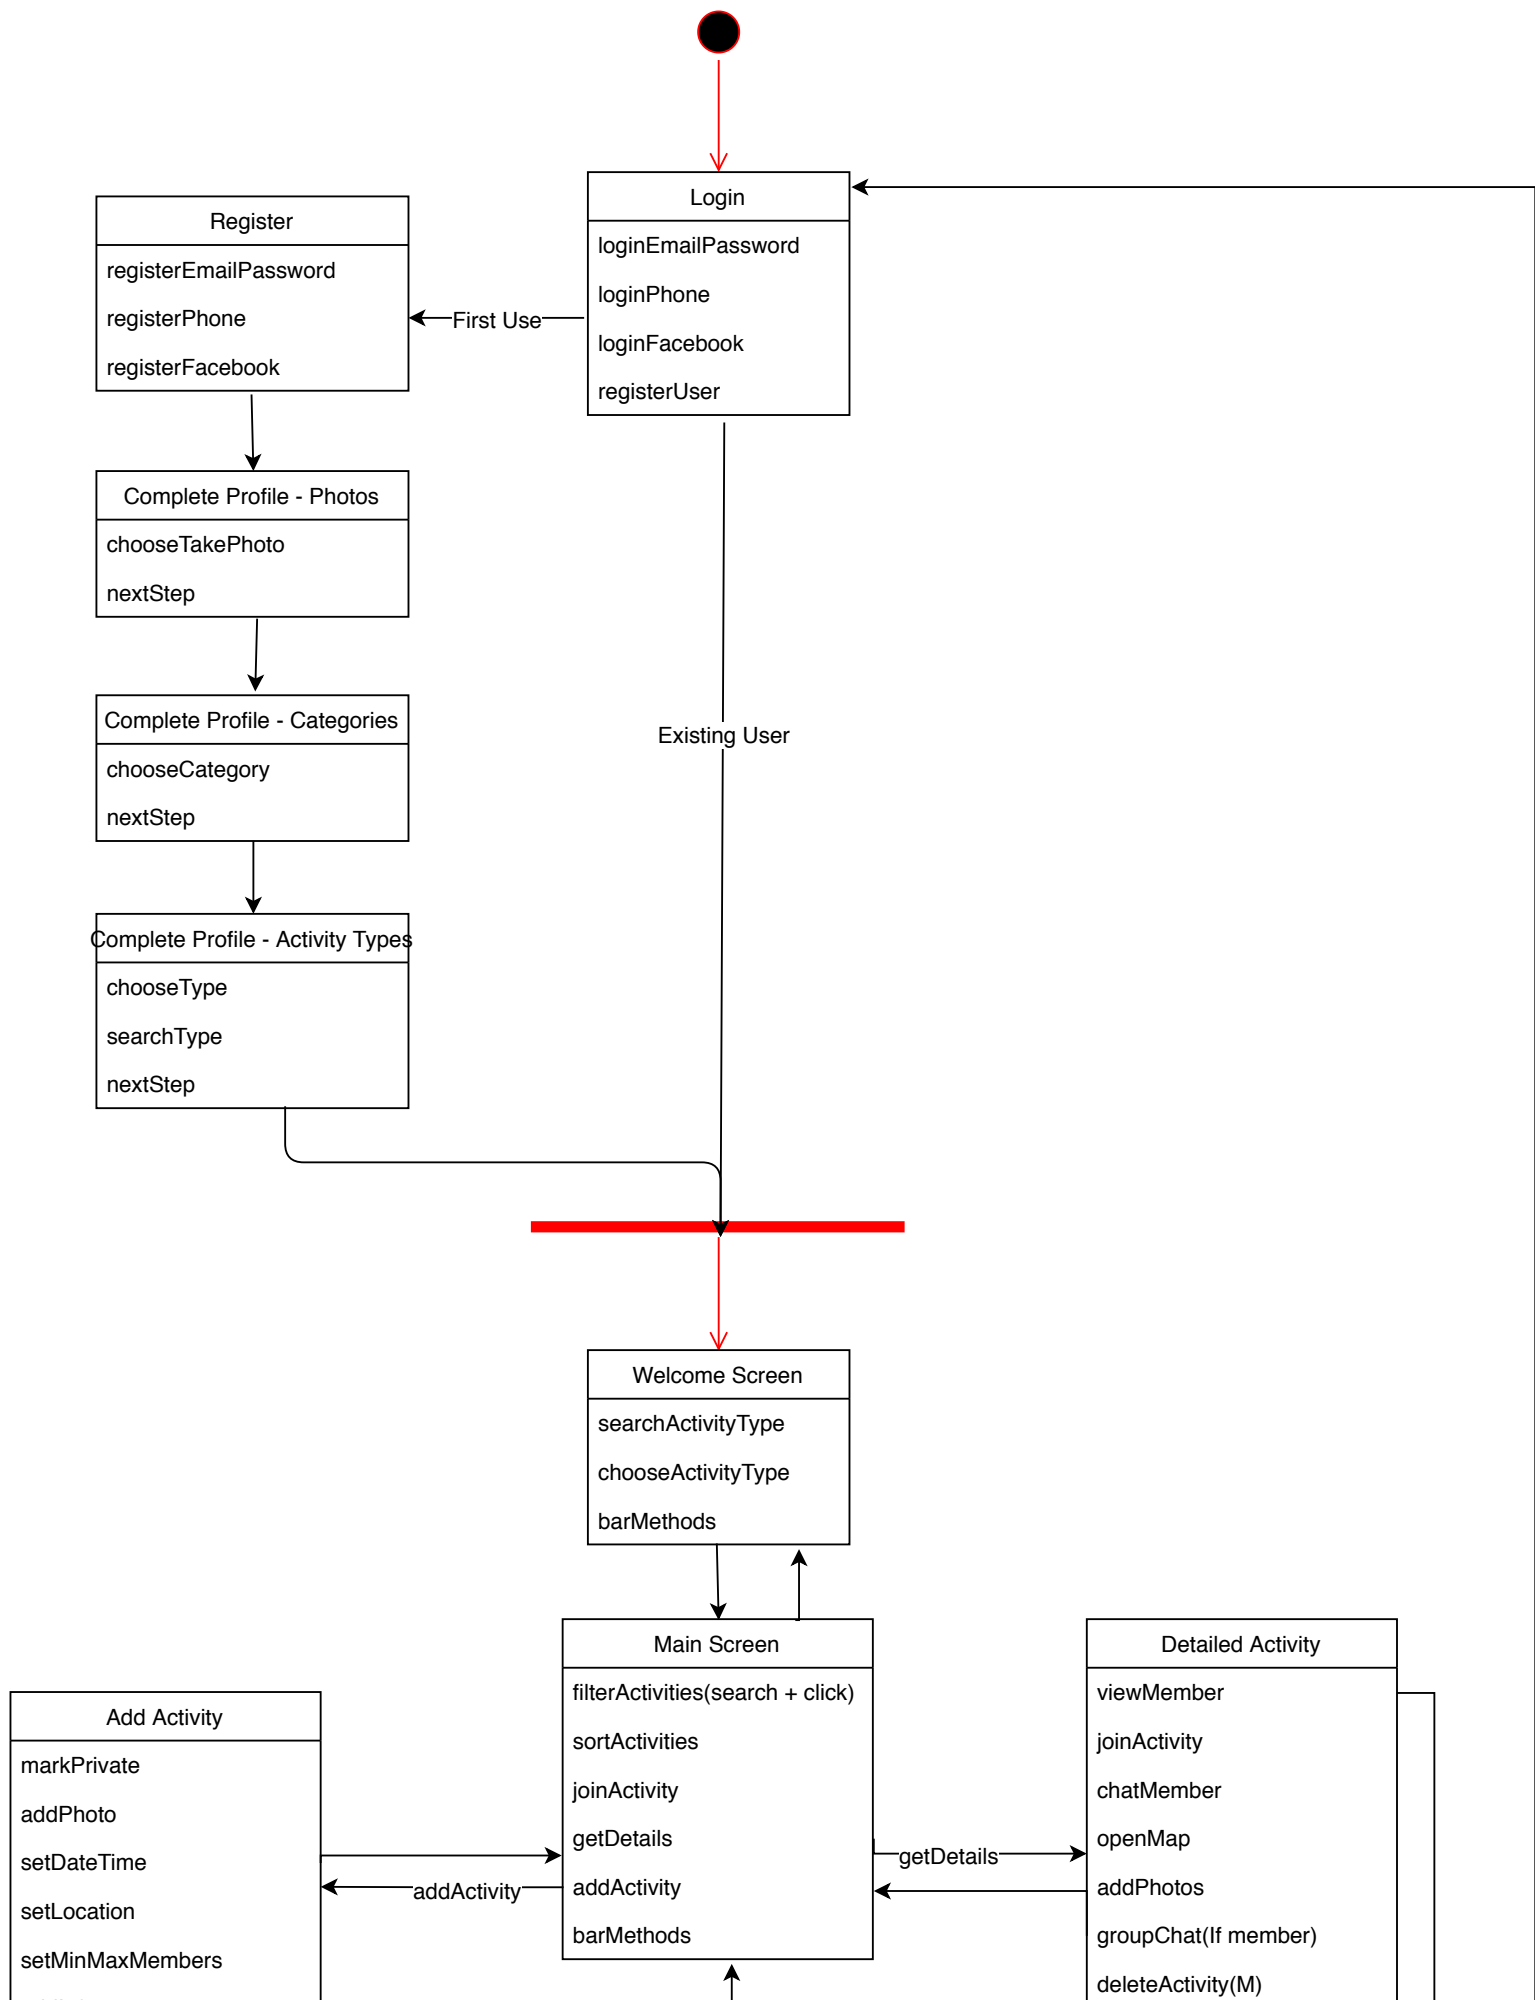 Login
loginEmailPassword
loginPhone
loginFacebook
registerUser
Register
registerEmailPassword
registerPhone
registerFacebook
First Use
Complete Profile - Photos
chooseTakePhoto
nextStep
Complete Profile - Categories
chooseCategory
nextStep
Existing User
Complete Profile - Activity Types
chooseType
searchType
nextStep
Welcome Screen
searchActivityType
chooseActivityType
barMethods
Main Screen
filterActivities(search + click)
sortActivities
joinActivity
getDetails
addActivity
barMethods
Detailed Activity
viewMember
joinActivity
chatMember
openMap
addPhotos
groupChat(If member)
deleteActivity(M)
getDetails
addActivity
Add Activity
markPrivate
addPhoto
setDateTime
setLocation
setMinMaxMembers